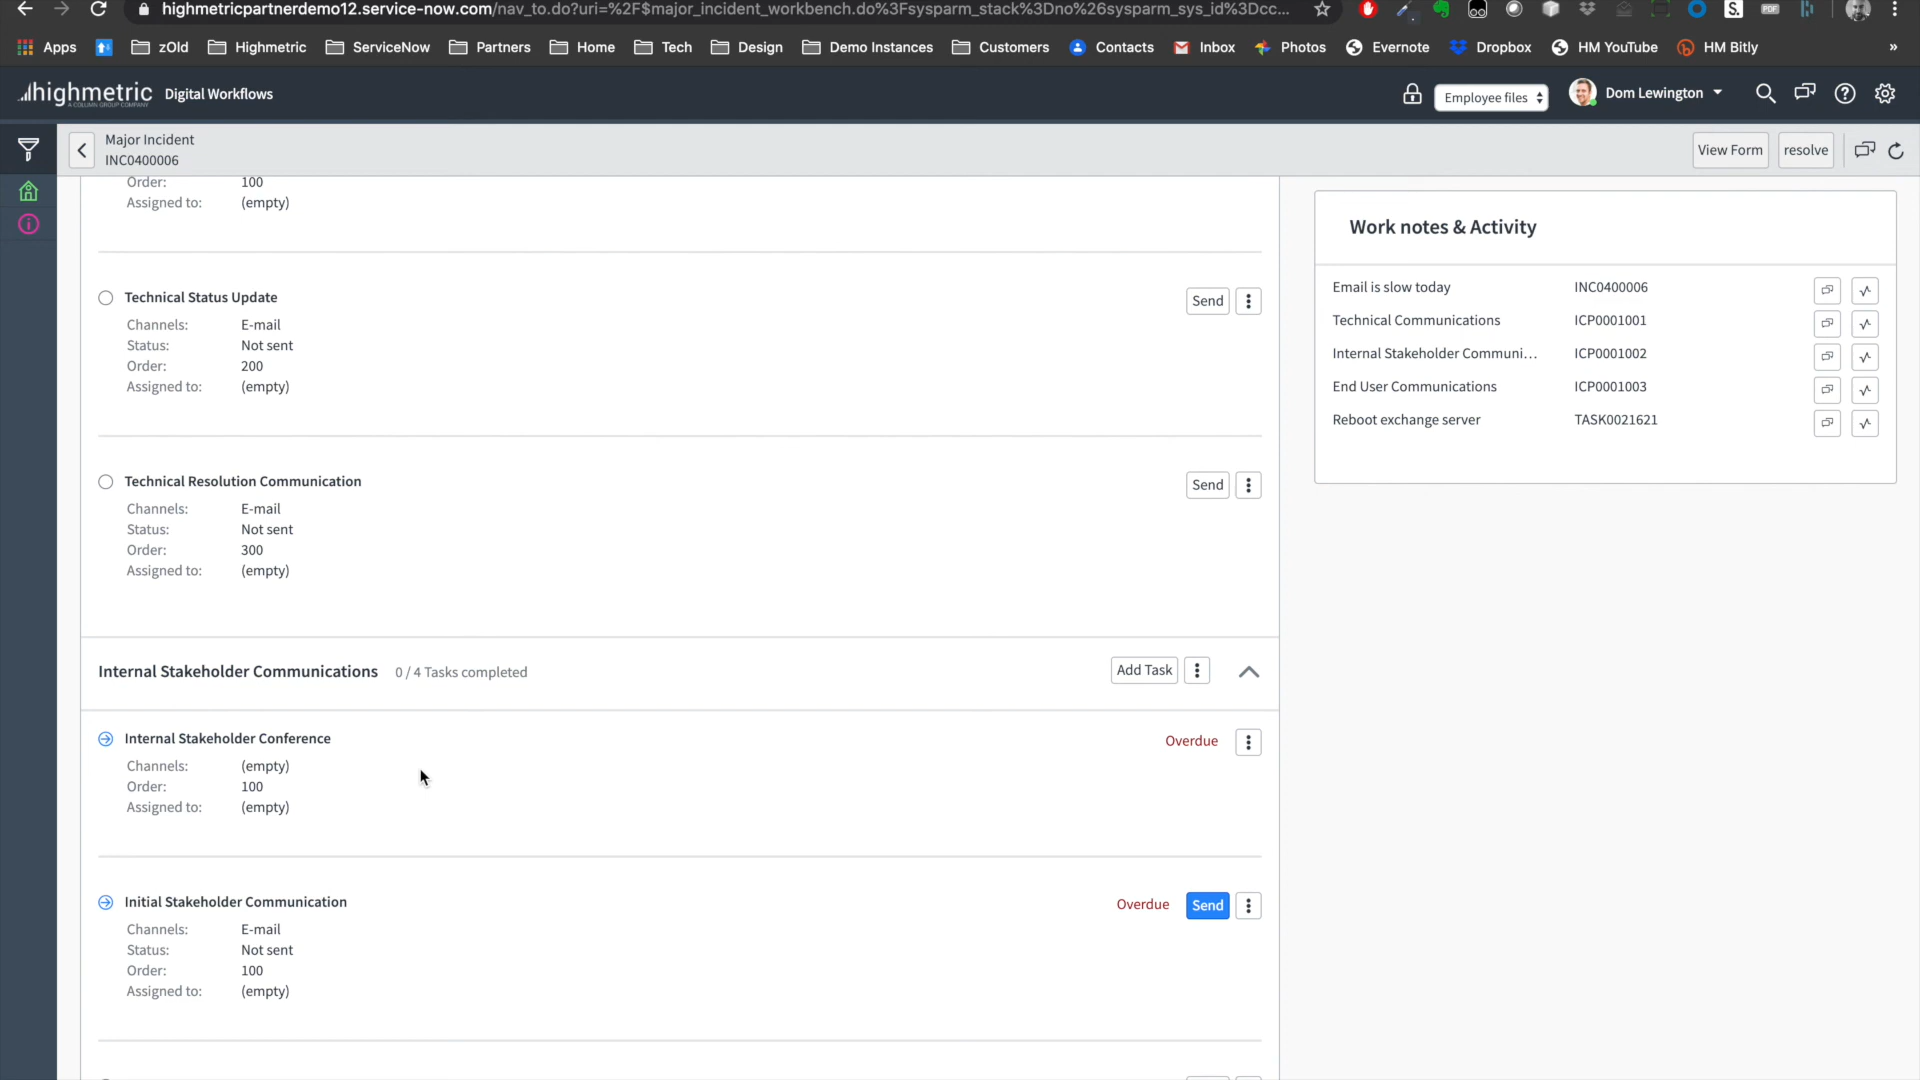 highmetricpartnerdemo12.service-now.com/nav_to.do?uri=%2F$major_incident_workbench.do%3Fsysparm_stack%3Dno%26sysparm_sys_id%3Dcc...
S.
PDF
Apps
zOld
Highmetric
ServiceNow
Partners
Home
Tech
Design
Demo Instances
Customers
Contacts
Inbox
Photos
Evernote
Dropbox
HM YouTube
HM Bitly
»
highmetric
A COLUMN GROUP COMPANY
Digital Workflows
Employee files
Dom Lewington
Major Incident
INC0400006
View Form
resolve
Order: 100
Assigned to: (empty)
Technical Status Update
Send
Channels: E-mail
Status: Not sent
Order: 200
Assigned to: (empty)
Technical Resolution Communication
Send
Channels: E-mail
Status: Not sent
Order: 300
Assigned to: (empty)
Internal Stakeholder Communications 0 / 4 Tasks completed
Add Task
Internal Stakeholder Conference
Overdue
Channels: (empty)
Order: 100
Assigned to: (empty)
Initial Stakeholder Communication
Overdue
Send
Channels: E-mail
Status: Not sent
Order: 100
Assigned to: (empty)
Work notes & Activity
Email is slow today INC0400006
Technical Communications ICP0001001
Internal Stakeholder Communi... ICP0001002
End User Communications ICP0001003
Reboot exchange server TASK0021621